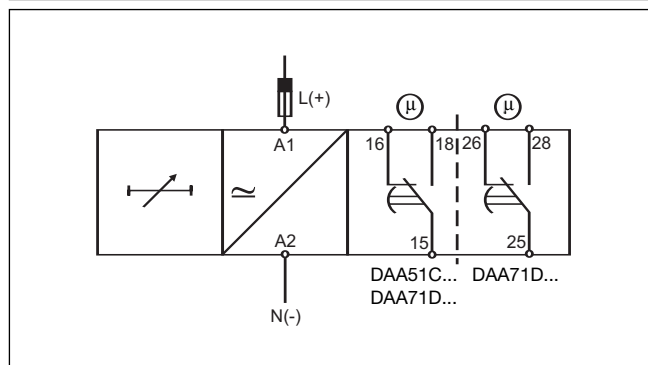 L(+)
μ μ
A1 16 18 26 28
≃
A2 15 25
DAA51C... DAA71D...
DAA71D...
N(-)